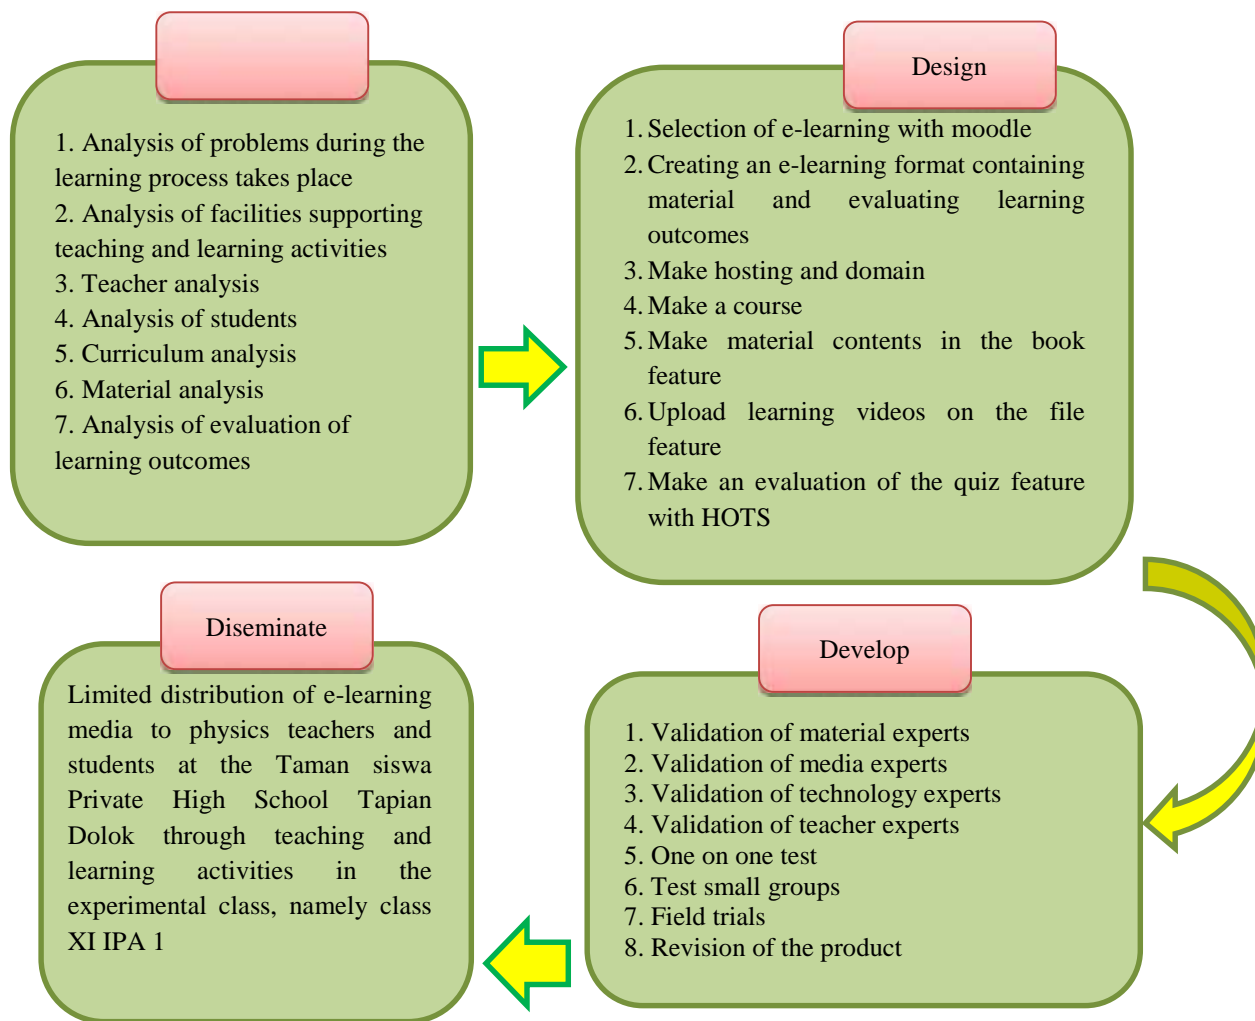 1. Analysis of problems during the
learning process takes place
2. Analysis of facilities supporting
teaching and learning activities
3. Teacher analysis
4. Analysis of students
5. Curriculum analysis
6. Material analysis
7. Analysis of evaluation of
learning outcomes
Design
1. Selection of e-learning with moodle
2. Creating an e-learning format containing
material and evaluating learning
outcomes
3. Make hosting and domain
4. Make a course
5. Make material contents in the book
feature
6. Upload learning videos on the file
feature
7. Make an evaluation of the quiz feature
with HOTS
Diseminate
Limited distribution of e-learning
media to physics teachers and
students at the Taman siswa
Private High School Tapian
Dolok through teaching and
learning activities in the
experimental class, namely class
XI IPA 1
Develop
1. Validation of material experts
2. Validation of media experts
3. Validation of technology experts
4. Validation of teacher experts
5. One on one test
6. Test small groups
7. Field trials
8. Revision of the product